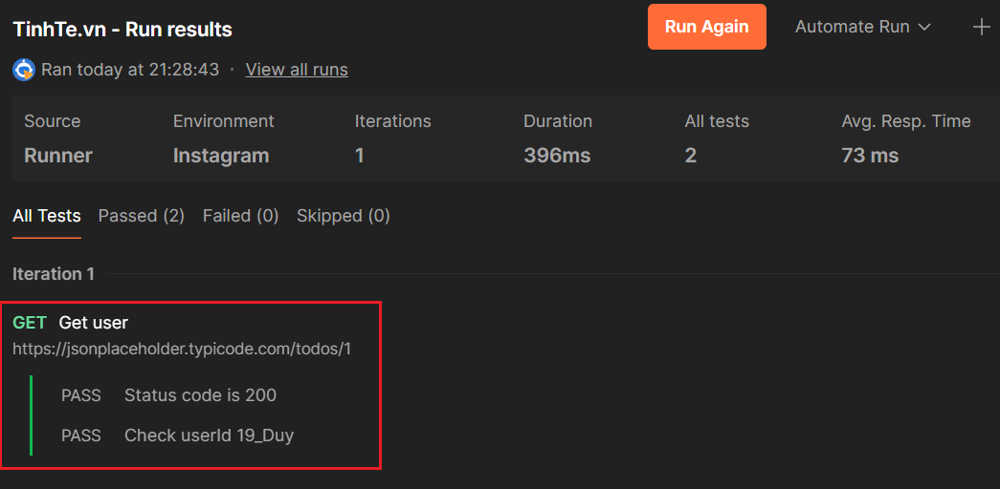 TinhTe.vn - Run results
Run Again
Automate Run
Ran today at 21:28:43 · View all runs
Source Environment Iterations Duration All tests Avg. Resp. Time
Runner Instagram 1 396ms 2 73 ms
All Tests Passed (2) Failed (0) Skipped (0)
Iteration 1
GET Get user
https://jsonplaceholder.typicode.com/todos/1
PASS Status code is 200
PASS Check userId 19_Duy